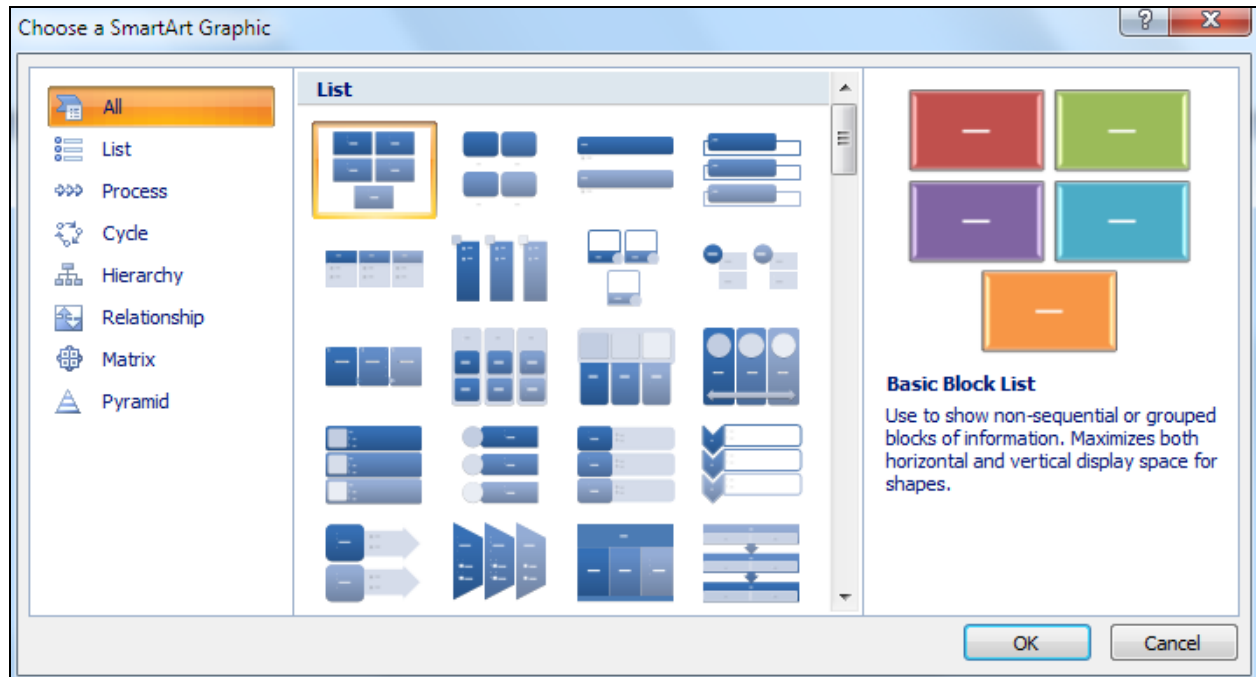 Choose a SmartArt Graphic
?
X
All
List
Process
Cycle
Hierarchy
Relationship
Matrix
Pyramid
List
Basic Block List
Use to show non-sequential or grouped
blocks of information. Maximizes both
horizontal and vertical display space for
shapes.
OK
Cancel